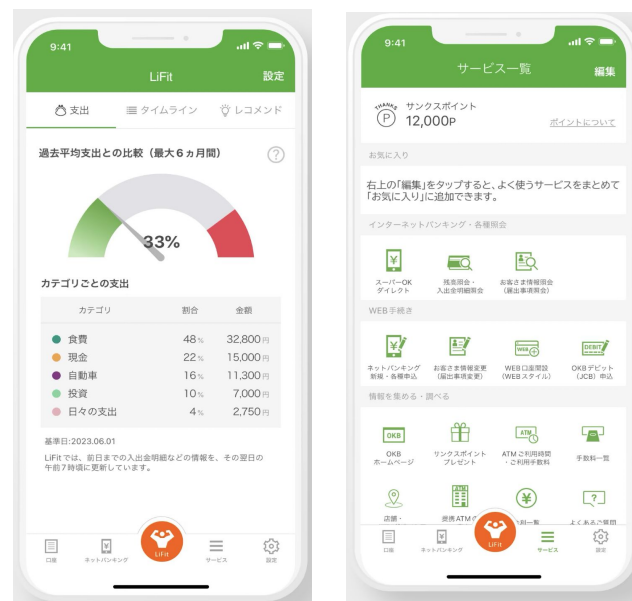 9:41
LiFit
設定
支出
タイムライン
レコメンド
過去平均支出との比較（最大６ヵ月間）
?
33%
カテゴリごとの支出
カテゴリ 割合 金額
食費 48% 32,800円
現金 22% 15,000円
自動車 16% 11,300円
投資 10% 7,000円
日々の支出 4% 2,750円
基準日:2023.06.01
LiFitでは、前日までの入出金明細などの情報を、その翌日の
午前7時頃に更新しています。
口座
ネットバンキング
LiFit
サービス
設定
9:41
サービス一覧
編集
THANKS
P
サンクスポイント
12,000P
ポイントについて
お気に入り
右上の「編集」をタップすると、よく使うサービスをまとめて
「お気に入り」に追加できます。
インターネットバンキング・各種照会
スーパーOK
ダイレクト
残高照会・
入出金明細照会
お客さま情報照会
（届出事項照会）
WEB手続き
WEB
DEBIT
ネットバンキング
新規・各種申込
お客さま情報変更
（届出事項変更）
WEB口座開設
（WEBスタイル）
OKBデビット
（JCB）申込
情報を集める・調べる
OKB
ATM
OKB
ホームページ
サンクスポイント
プレゼント
ATMご利用時間
・ご利用手数料
手数料一覧
ATM
¥
?
店舗・
提携ATM
一覧
よくあるご質問
口座
ネットバンキング
LiFit
サービス
設定